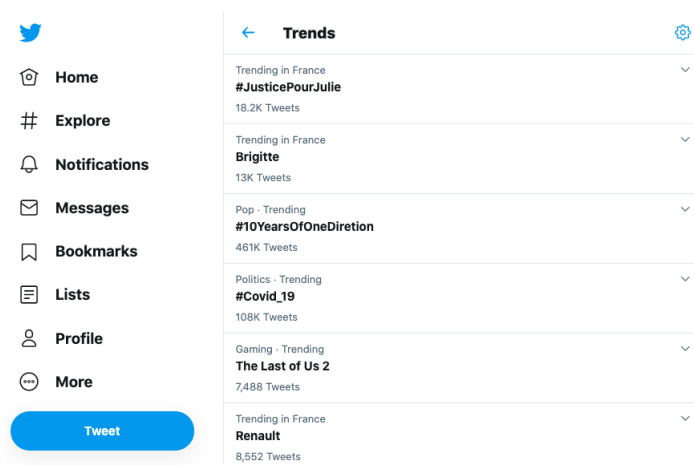 Home
Explore
Notifications
Messages
Bookmarks
Lists
Profile
More
Tweet
Trends
Trending in France
#JusticePourJulie
18.2K Tweets
Trending in France
Brigitte
13K Tweets
Pop · Trending
#10YearsOfOneDiretion
461K Tweets
Politics · Trending
#Covid_19
108K Tweets
Gaming · Trending
The Last of Us 2
7,488 Tweets
Trending in France
Renault
8,552 Tweets